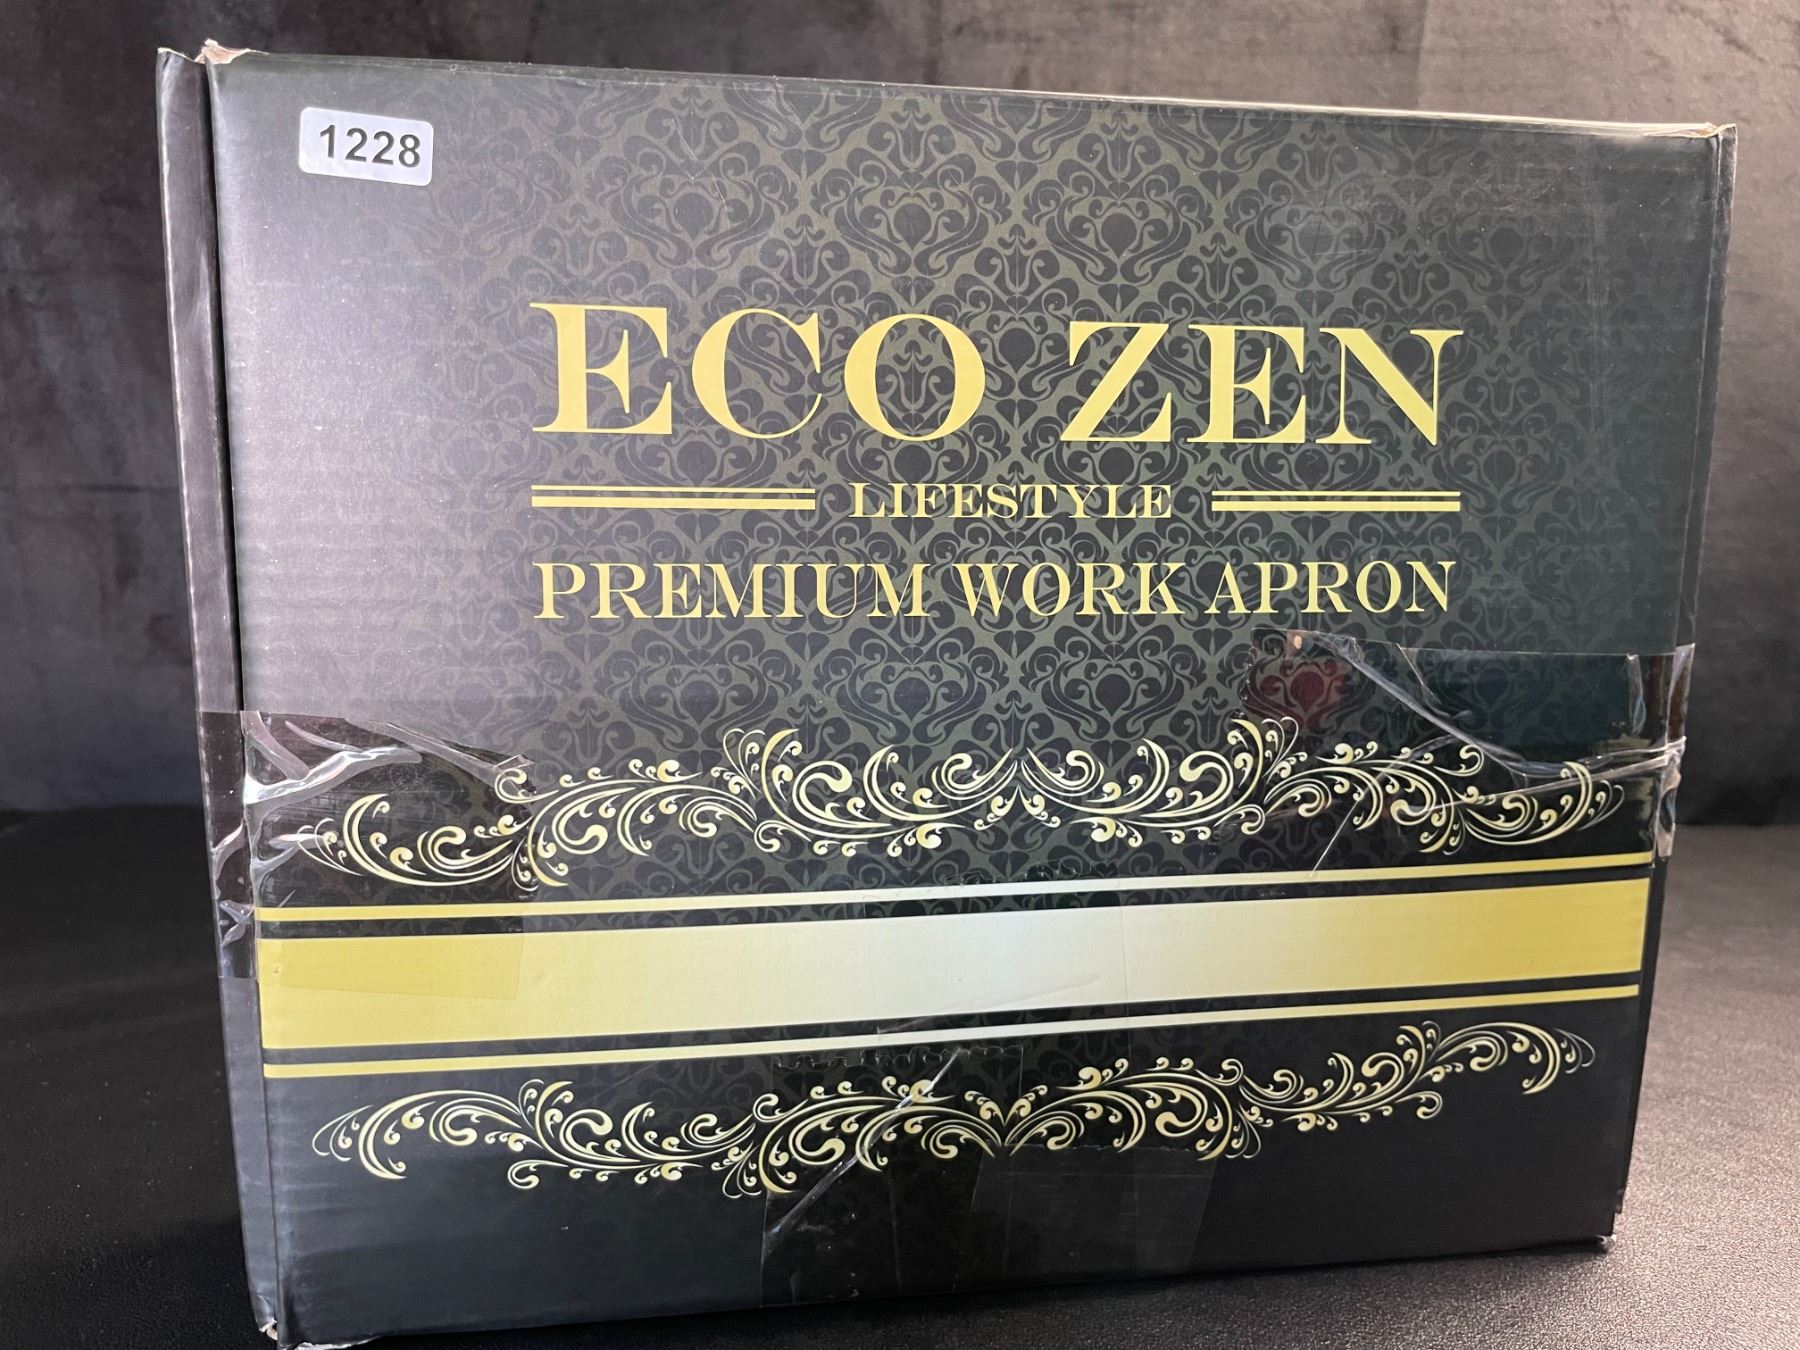 1228
ECO ZEN
LIFESTYLE
PREMIUM WORK APRON